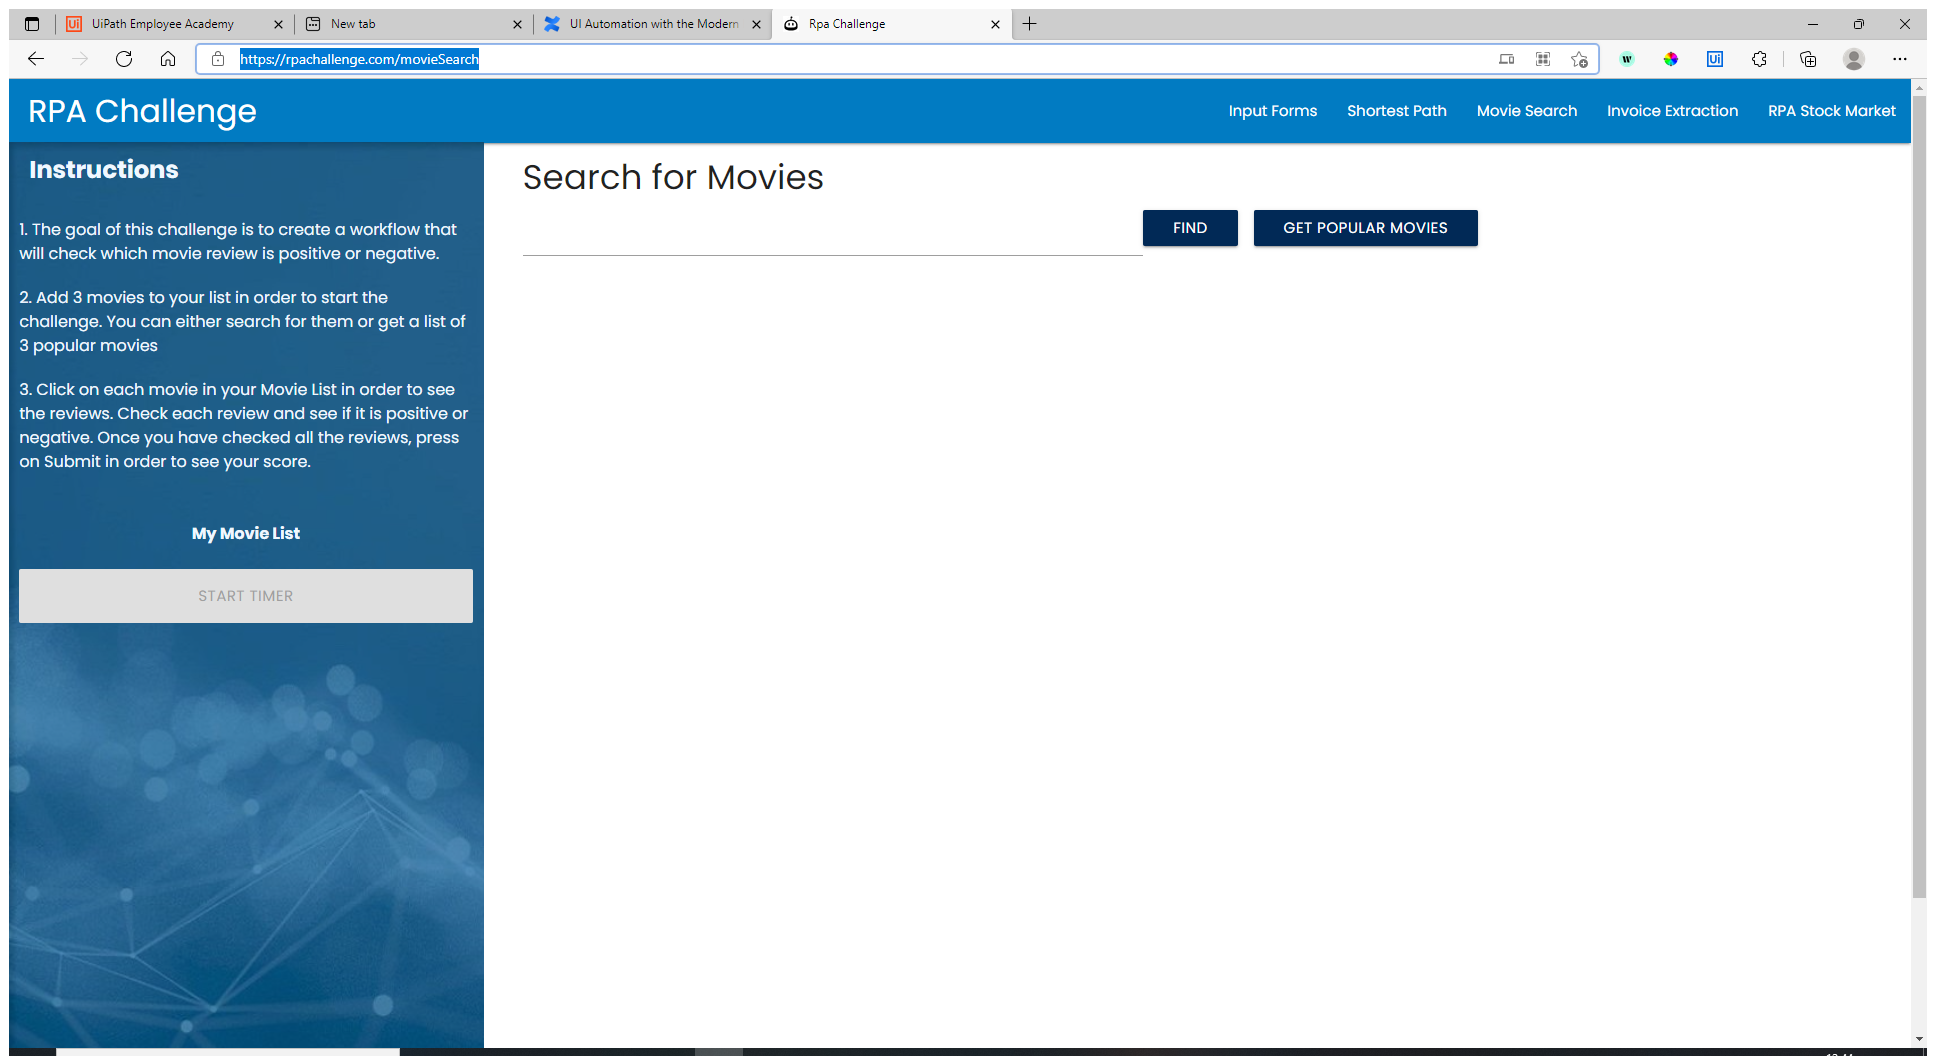 UiPath Employee Academy
New tab
UI Automation with the Modern
Rpa Challenge
https://rpachallenge.com/movieSearch
RPA Challenge
Input Forms
Shortest Path
Movie Search
Invoice Extraction
RPA Stock Market
Instructions
1. The goal of this challenge is to create a workflow that
will check which movie review is positive or negative.
2. Add 3 movies to your list in order to start the
challenge. You can either search for them or get a list of
3 popular movies
3. Click on each movie in your Movie List in order to see
the reviews. Check each review and see if it is positive or
negative. Once you have checked all the reviews, press
on Submit in order to see your score.
My Movie List
START TIMER
Search for Movies
FIND
GET POPULAR MOVIES